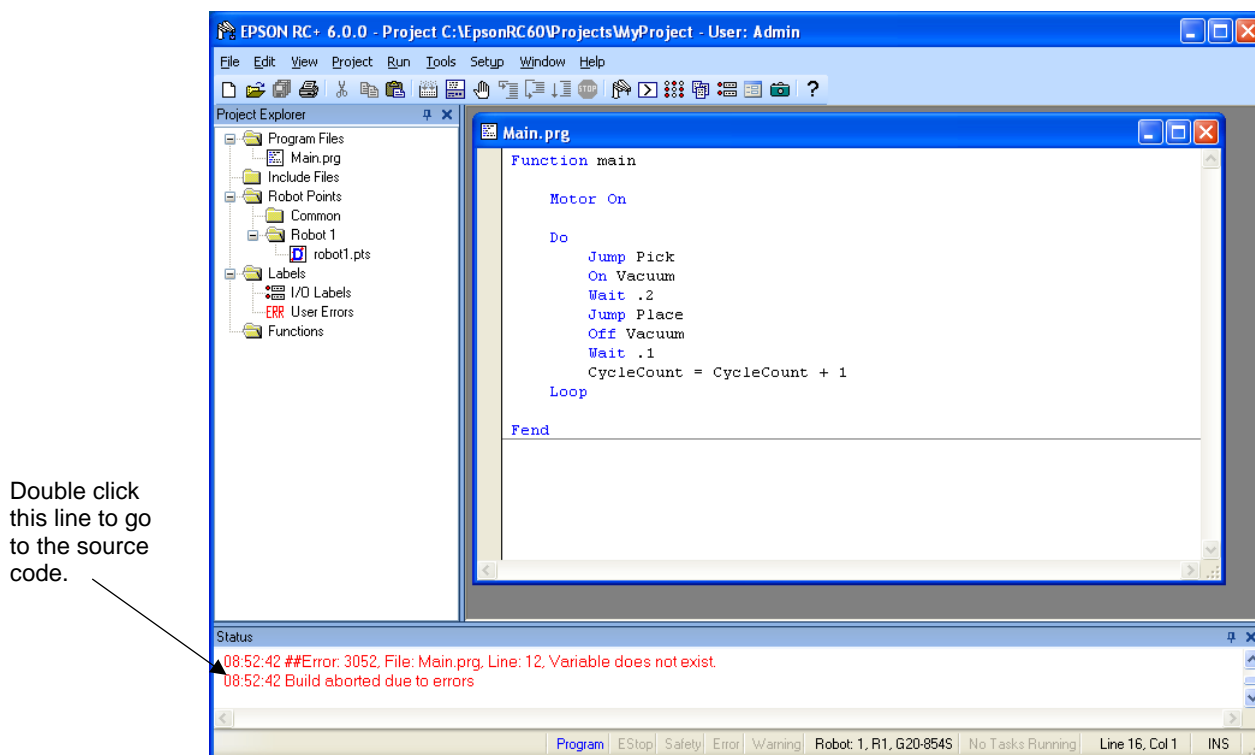 EPSON RC+ 6.0.0 - Project C:\EpsonRC60\Projects\MyProject - User: Admin
File Edit View Project Run Tools Setup Window Help
STOP
?
Project Explorer
Program Files
Main.prg
Include Files
Robot Points
Common
Robot 1
robot1.pts
Labels
I/O Labels
ERR User Errors
Functions
Main.prg
Function main
Motor On
Do
Jump Pick
On Vacuum
Wait .2
Jump Place
Off Vacuum
Wait .1
CycleCount = CycleCount + 1
Loop
Fend
Double click
this line to go
to the source
code.
Status
08:52:42 ##Error: 3052, File: Main.prg, Line: 12, Variable does not exist.
08:52:42 Build aborted due to errors
Program EStop Safety Error Warning Robot: 1, R1, G20-854S No Tasks Running Line 16, Col 1 INS